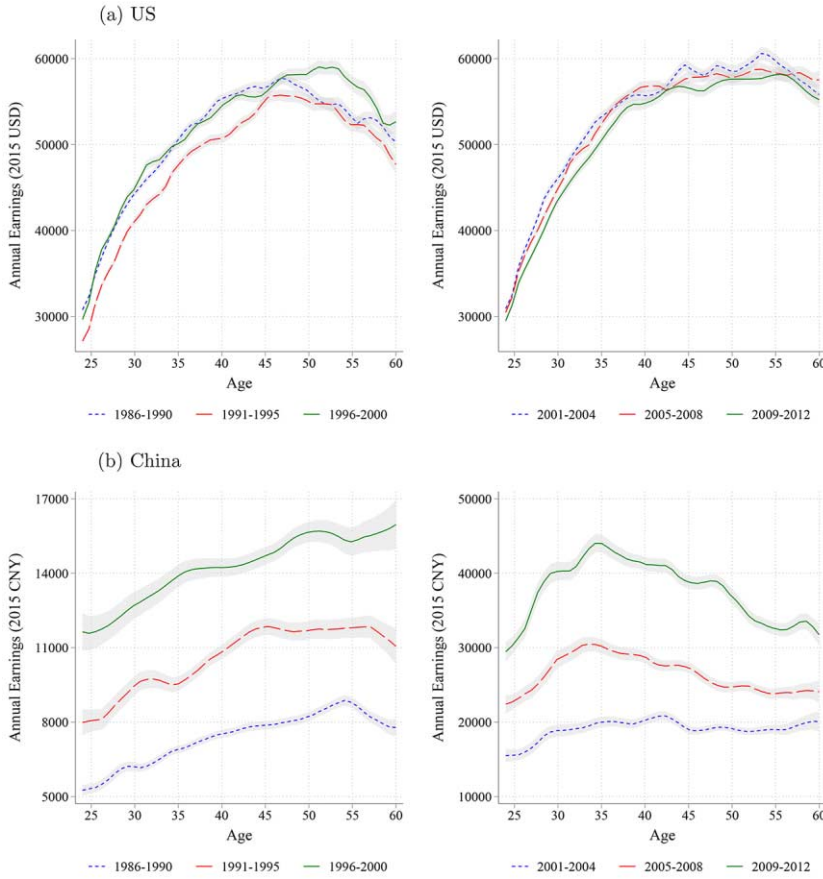 (a) US
Annual Earnings (2015 USD)
60000
50000
40000
30000
25 30 35 40 45 50 55 60
Age
1986-1990 1991-1995 1996-2000
Annual Earnings (2015 USD)
60000
50000
40000
30000
25 30 35 40 45 50 55 60
Age
2001-2004 2005-2008 2009-2012
(b) China
Annual Earnings (2015 CNY)
17000
14000
11000
8000
5000
25 30 35 40 45 50 55 60
Age
1986-1990 1991-1995 1996-2000
Annual Earnings (2015 CNY)
50000
40000
30000
20000
10000
25 30 35 40 45 50 55 60
Age
2001-2004 2005-2008 2009-2012